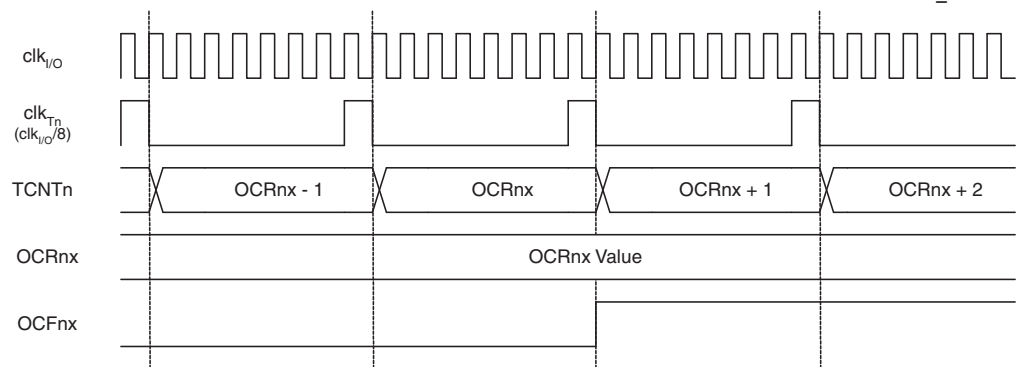 clkI/O
clkTn
(clkI/O/8)
TCNTn OCRnx - 1 OCRnx OCRnx + 1 OCRnx + 2
OCRnx OCRnx Value
OCFnx